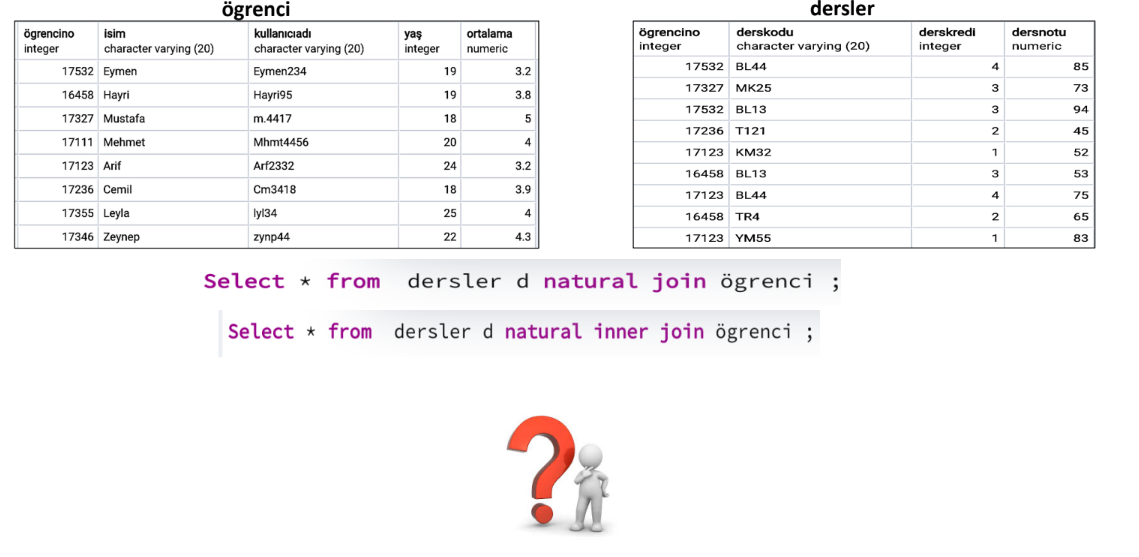 ögrenci
ögrencino isim kullanıcıadı yaş ortalama
integer character varying (20) character varying (20) integer numeric
17532 Eymen Eymen234 19 3.2
16458 Hayri Hayri95 19 3.8
17327 Mustafa m.4417 18 5
17111 Mehmet Mhmt4456 20 4
17123 Arif Arf2332 24 3.2
17236 Cemil Cm3418 18 3.9
17355 Leyla lyl34 25 4
17346 Zeynep zynp44 22 4.3
dersler
ögrencino derskodu derskredi dersnotu
integer character varying (20) integer numeric
17532 BL44 4 85
17327 MK25 3 73
17532 BL13 3 94
17236 T121 2 45
17123 KM32 1 52
16458 BL13 3 53
17123 BL44 4 75
16458 TR4 2 65
17123 YM55 1 83
Select * from dersler d natural join ögrenci ;
Select * from dersler d natural inner join ögrenci ;
?